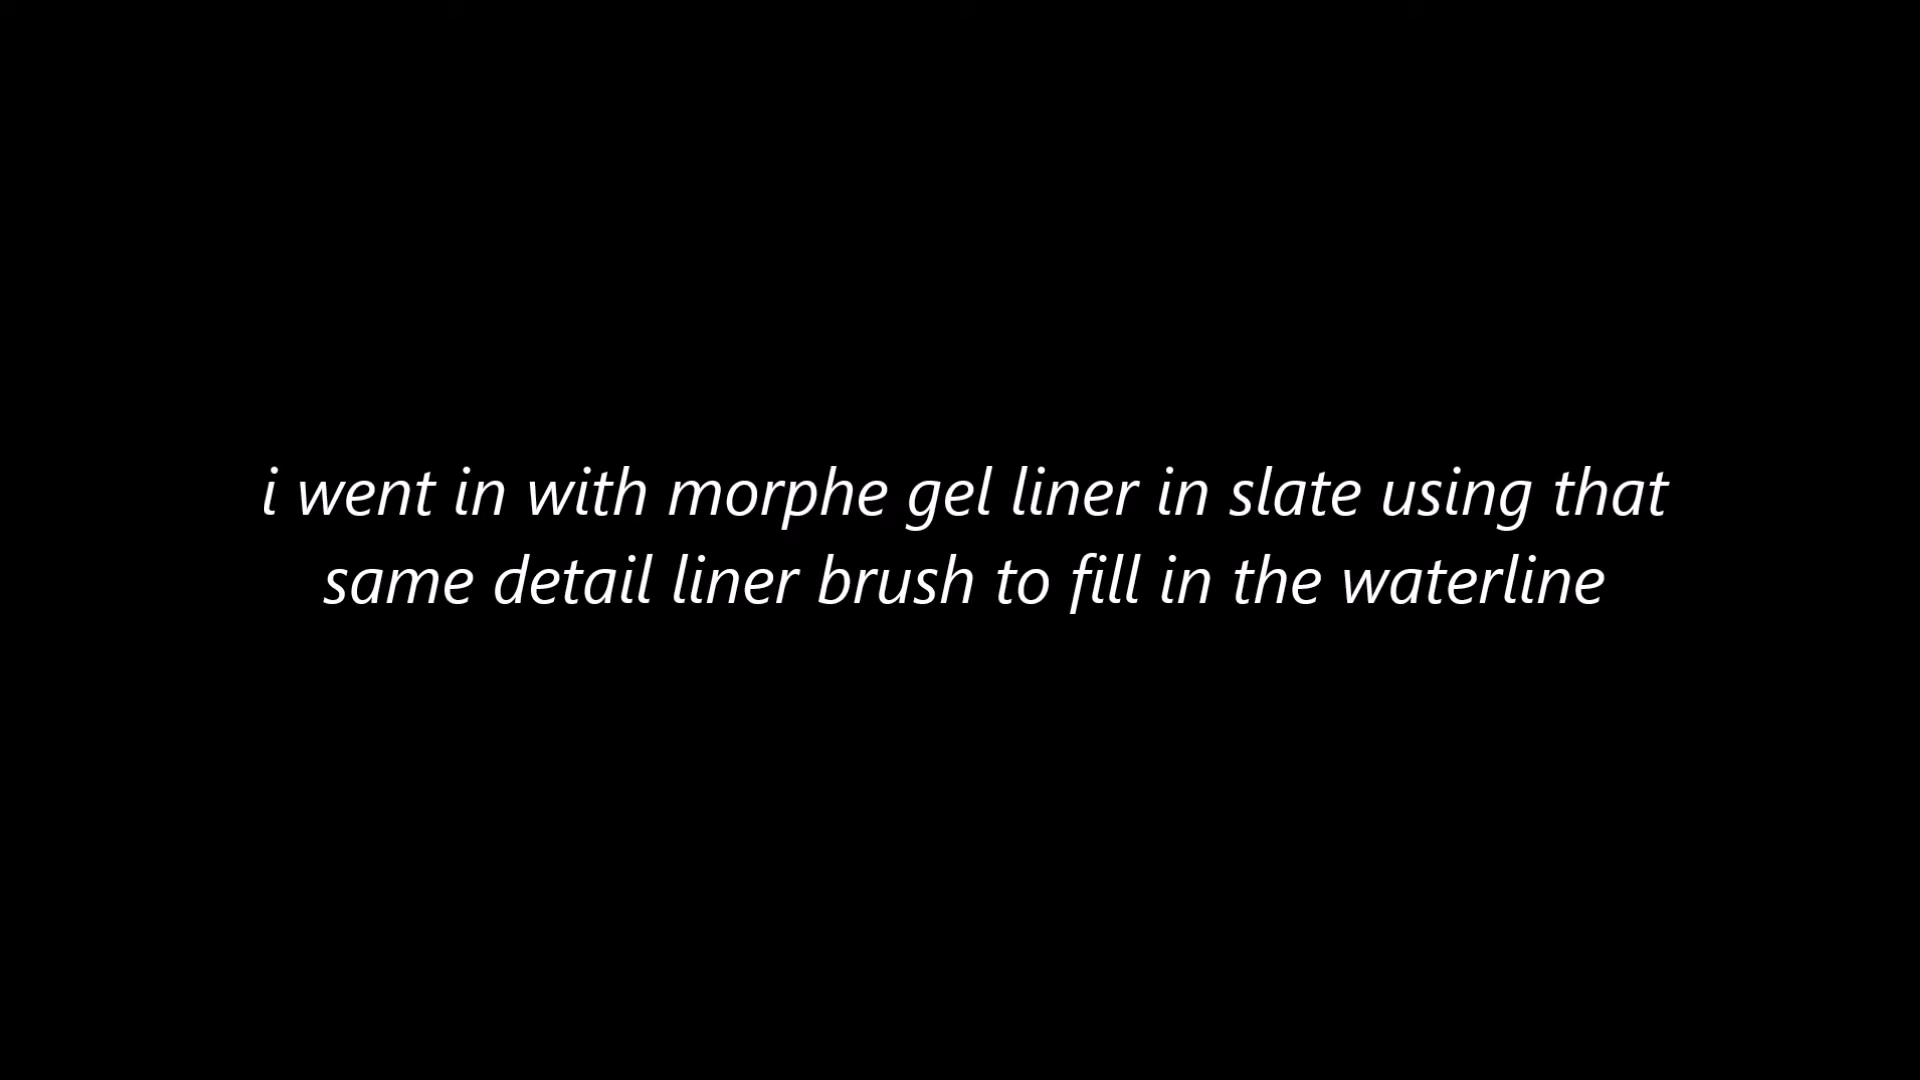 i went in with morphe gel liner in slate using that
same detail liner brush to fill in the waterline